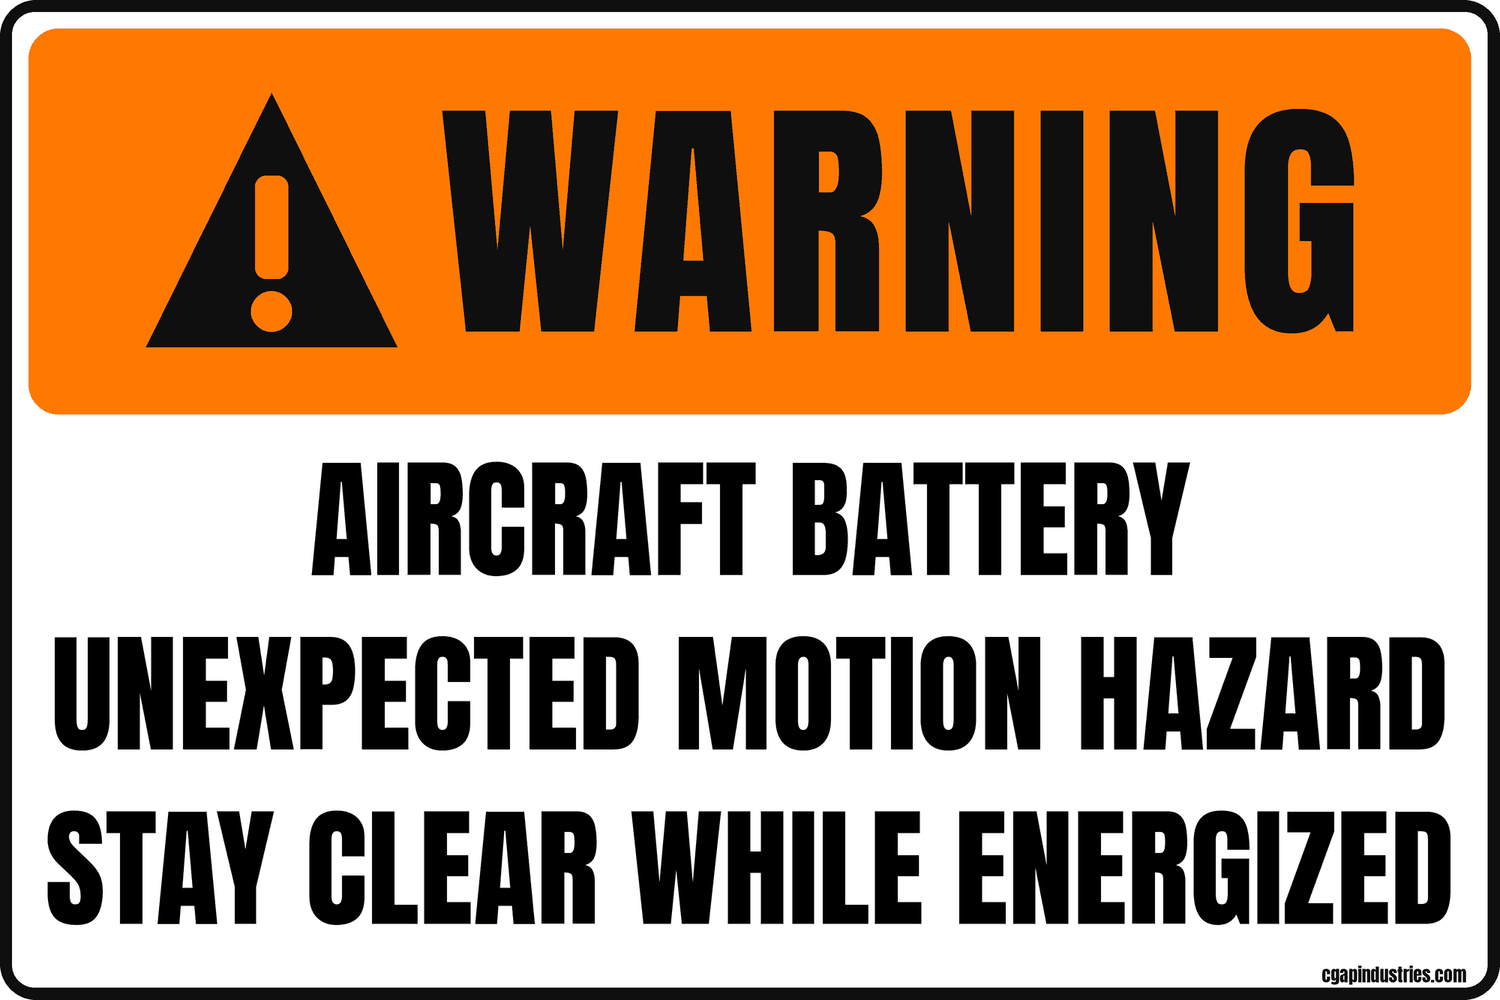 WARNING
AIRCRAFT BATTERY
UNEXPECTED MOTION HAZARD
STAY CLEAR WHILE ENERGIZED
cgapindustries.com